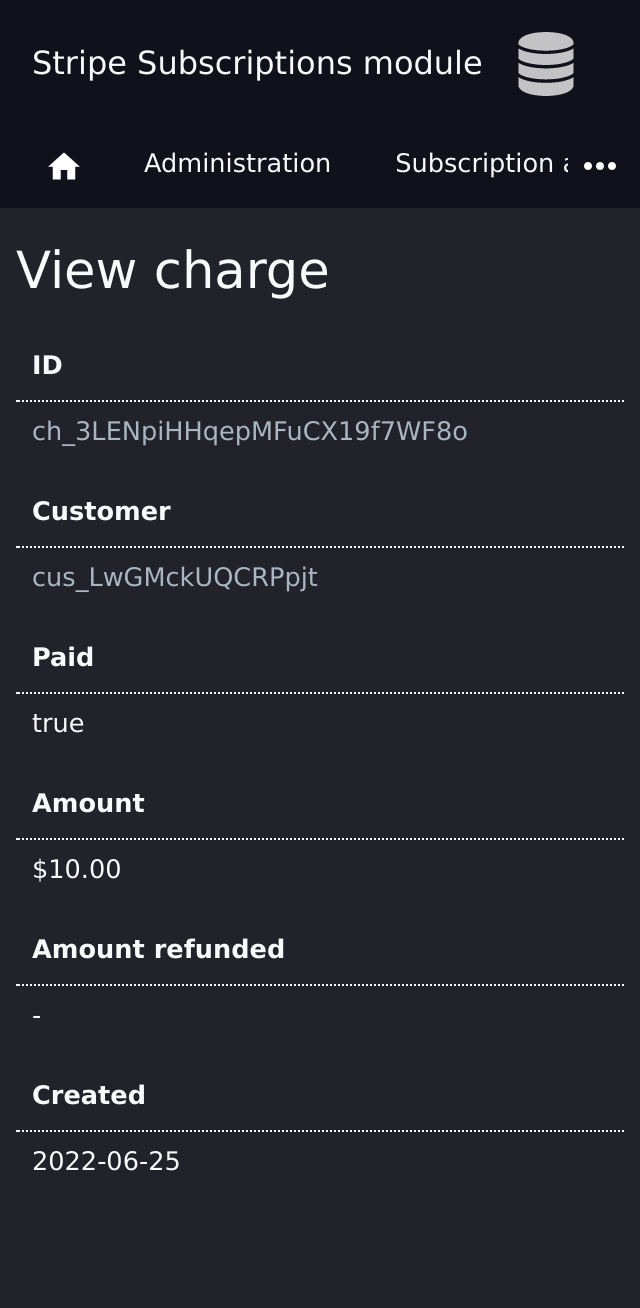 Stripe Subscriptions module
Administration Subscription
View charge
ID
ch_3LENpiHHqepMFuCX19f7WF8o
Customer
cus_LwGMckUQCRPpjt
Paid
true
Amount
$10.00
Amount refunded
-
Created
2022-06-25